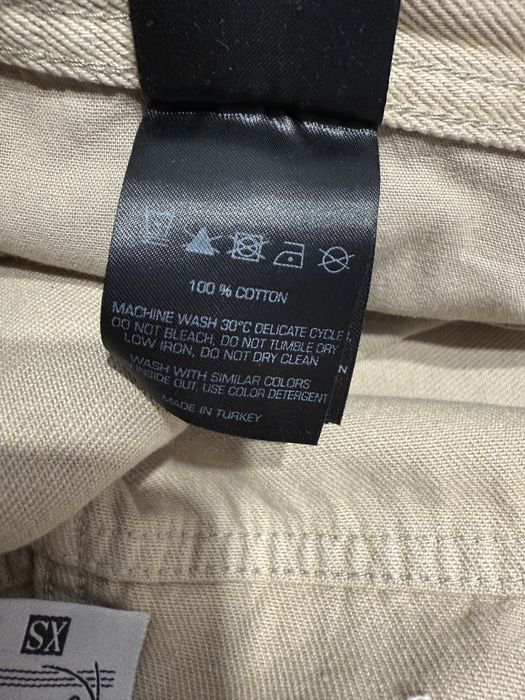 100 % COTTON
MACHINE WASH 30°C DELICATE CYCLE
DO NOT BLEACH, DO NOT TUMBLE DRY
LOW IRON, DO NOT DRY CLEAN
WASH WITH SIMILAR COLORS
INSIDE OUT. USE COLOR DETERGENT
MADE IN TURKEY
N
SX